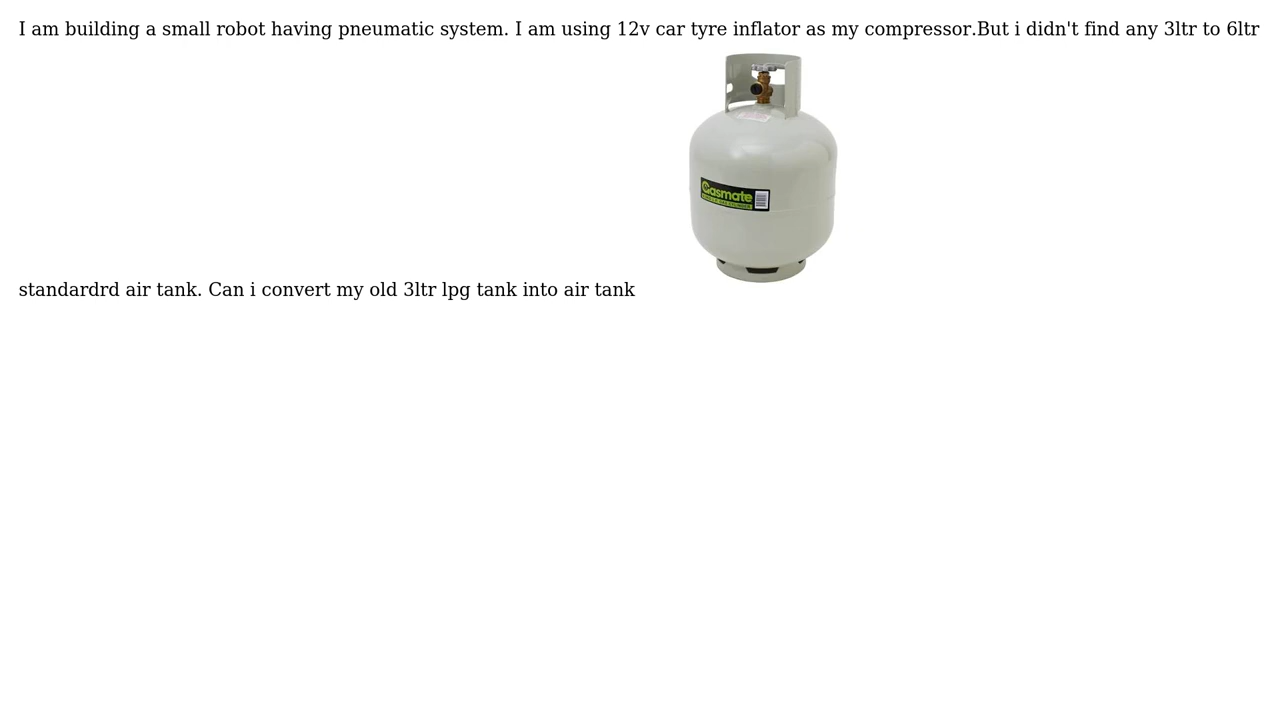 I am building a small robot having pneumatic system. I am using 12v car tyre inflator as my compressor.But i didn't find any 3ltr to 6ltr
Gasmate
standardrd air tank. Can i convert my old 3ltr lpg tank into air tank